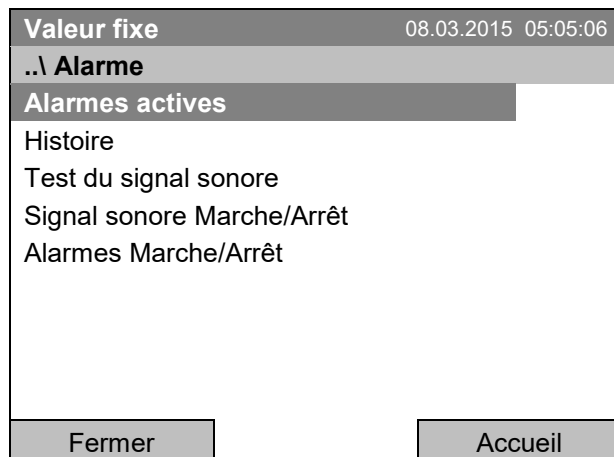 Valeur fixe 08.03.2015 05:05:06
..\ Alarme
Alarmes actives
Histoire
Test du signal sonore
Signal sonore Marche/Arrêt
Alarmes Marche/Arrêt
Fermer Accueil